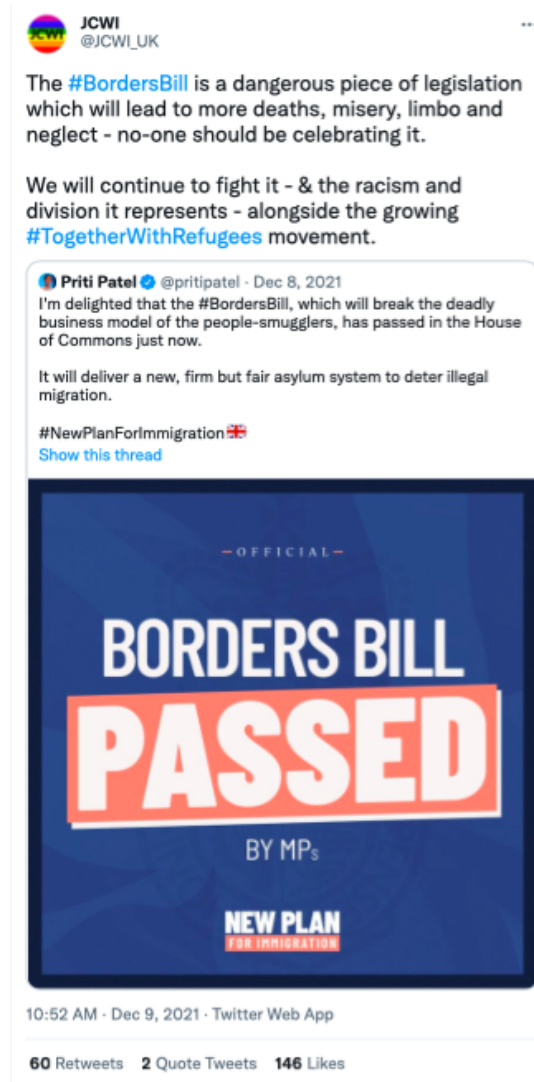 JCWI
@JCWI_UK
The #BordersBill is a dangerous piece of legislation
which will lead to more deaths, misery, limbo and
neglect - no-one should be celebrating it.
We will continue to fight it - & the racism and
division it represents - alongside the growing
#TogetherWithRefugees movement.
Priti Patel @pritipatel · Dec 8, 2021
I'm delighted that the #BordersBill, which will break the deadly
business model of the people-smugglers, has passed in the House
of Commons just now.
It will deliver a new, firm but fair asylum system to deter illegal
migration.
#NewPlanForImmigration🇬🇧
Show this thread
–OFFICIAL–
BORDERS BILL
PASSED
BY MPs
NEW PLAN
FOR IMMIGRATION
10:52 AM · Dec 9, 2021 · Twitter Web App
60 Retweets 2 Quote Tweets 146 Likes